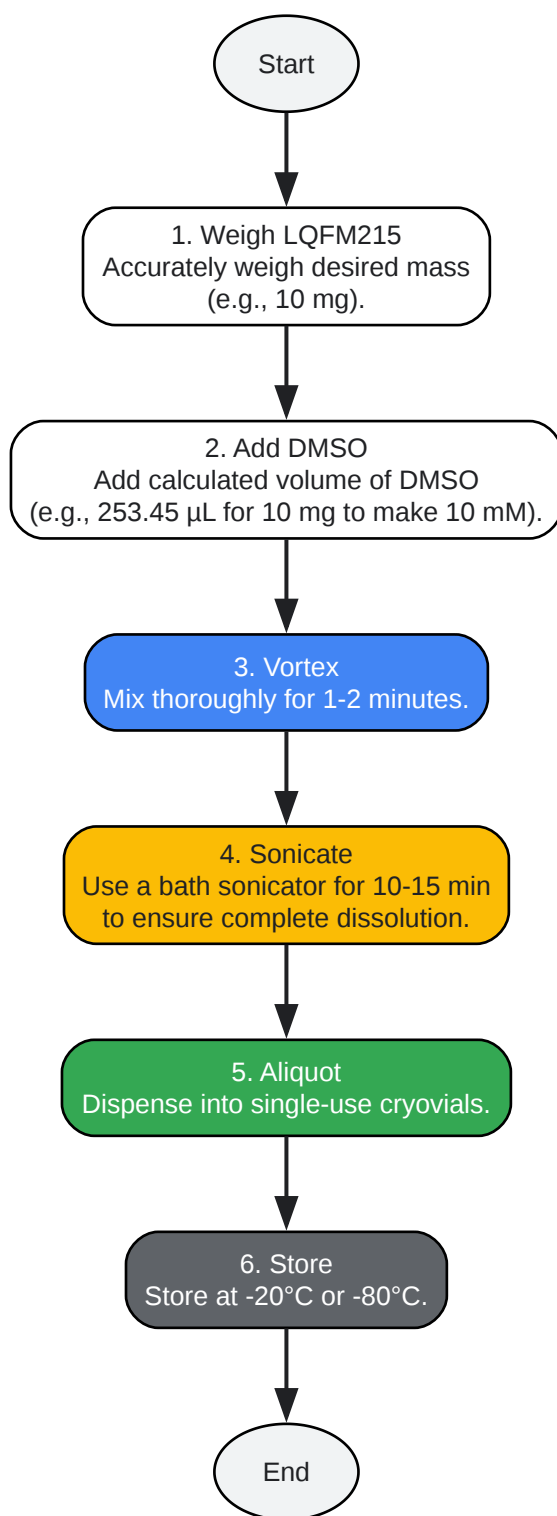 Start
1. Weigh LQFM215
Accurately weigh desired mass
(e.g., 10 mg).
2. Add DMSO
Add calculated volume of DMSO
(e.g., 253.45 µL for 10 mg to make 10 mM).
3. Vortex
Mix thoroughly for 1-2 minutes.
4. Sonicate
Use a bath sonicator for 10-15 min
to ensure complete dissolution.
5. Aliquot
Dispense into single-use cryovials.
6. Store
Store at -20°C or -80°C.
End